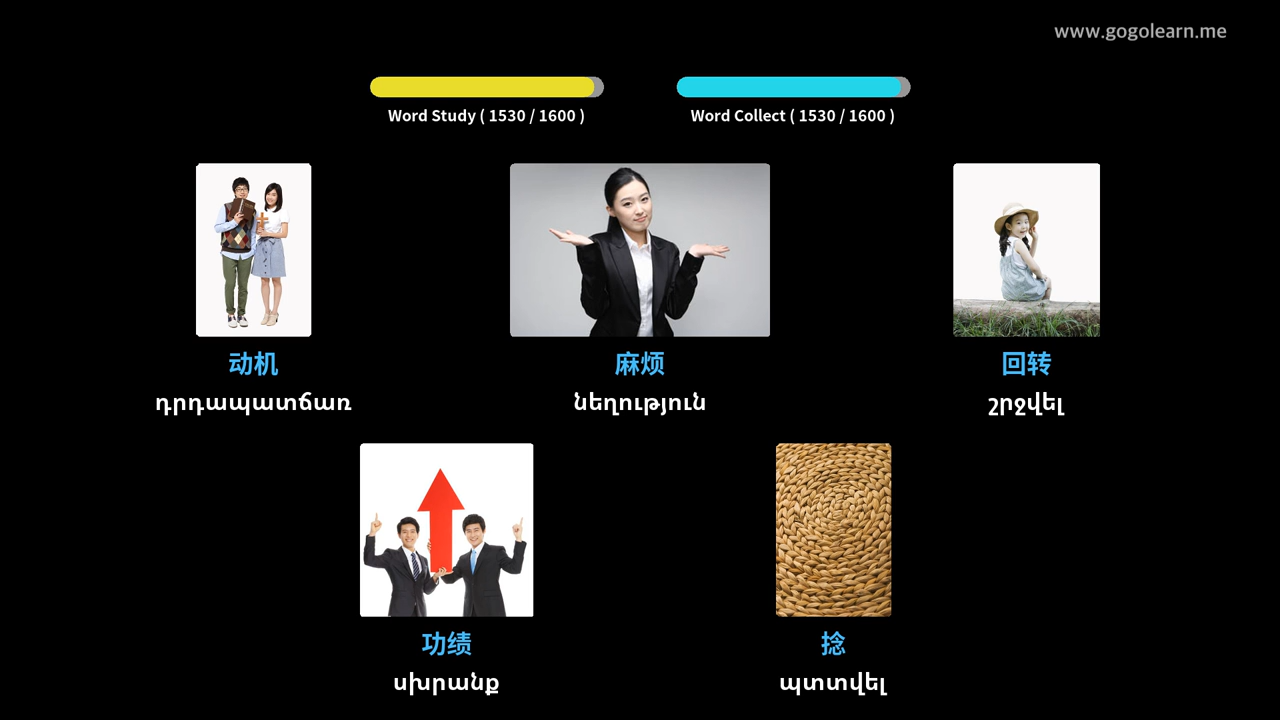 www.gogolearn.me
Word Study ( 1530 / 1600 )
Word Collect ( 1530 / 1600 )
动机
麻烦
回转
դրդապատճառ
նեղություն
շրջվել
功绩
捻
սխրանք
պտտվել